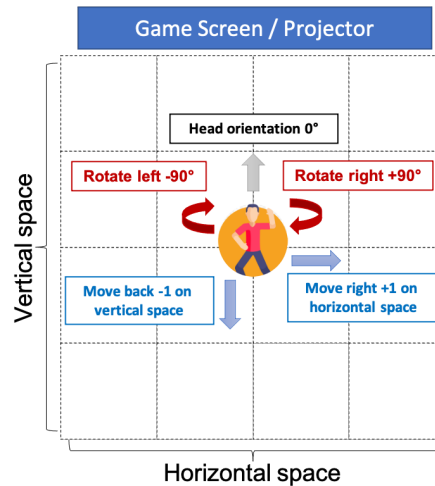 Game Screen / Projector
Head orientation 0°
Rotate left -90°
Rotate right +90°
Vertical space
Move back -1 on
vertical space
Move right +1 on
horizontal space
Horizontal space